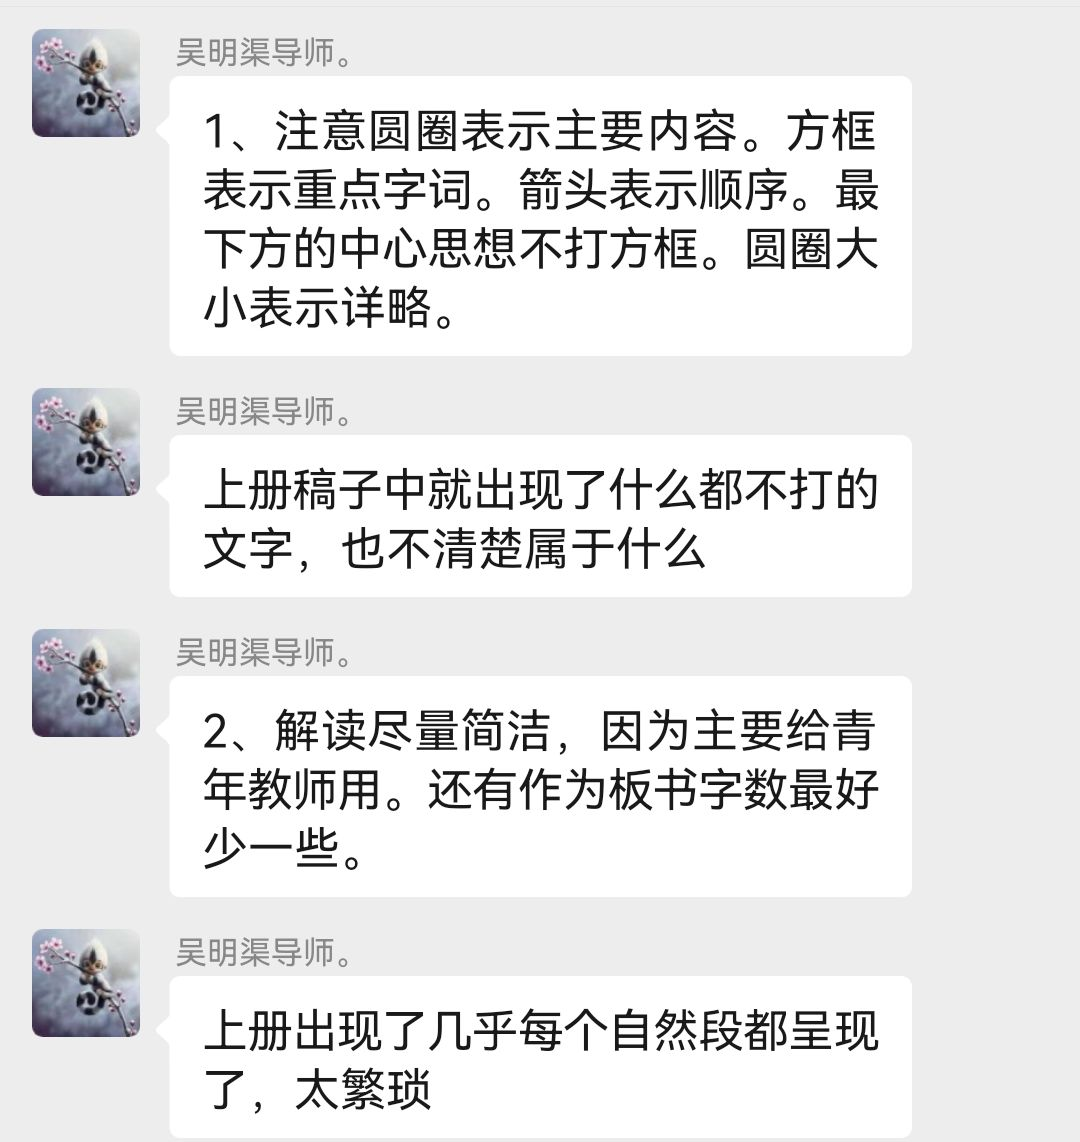 吴明渠导师。
1、注意圆圈表示主要内容。方框
表示重点字词。箭头表示顺序。最
下方的中心思想不打方框。圆圈大
小表示详略。
吴明渠导师。
上册稿子中就出现了什么都不打的
文字，也不清楚属于什么
吴明渠导师。
2、解读尽量简洁，因为主要给青
年教师用。还有作为板书字数最好
少一些。
吴明渠导师。
上册出现了几乎每个自然段都呈现
了，太繁琐